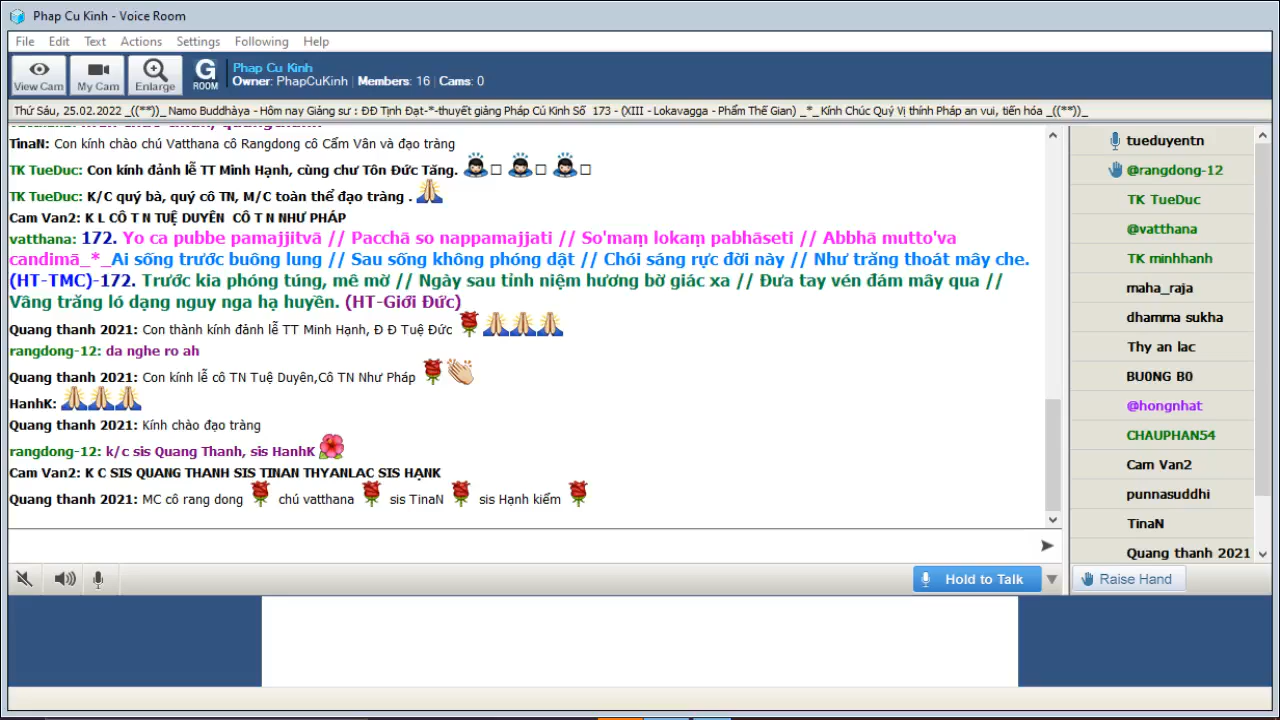 Phap Cu Kinh - Voice Room
File Edit Text Actions Settings Following Help
View Cam My Cam Enlarge G ROOM
Phap Cu Kinh
Owner: PhapCuKinh | Members: 16 | Cams: 0
Thứ Sáu, 25.02.2022 _((**))_ Namo Buddhàya - Hôm nay Giảng sư : ĐĐ Tịnh Đạt-*-thuyết giảng Pháp Cú Kinh Số 173 - (XIII - Lokavagga - Phẩm Thế Gian) _*_ Kính Chúc Quý Vị thính Pháp an vui, tiến hóa _((**))_
TinaN: Con kính chào chú Vatthana cô Rangdong cô Cẩm Vân và đạo tràng
TK TueDuc: Con kính đảnh lễ TT Minh Hạnh, cùng chư Tôn Đức Tăng.
TK TueDuc: K/C quý bà, quý cô TN, M/C toàn thể đạo tràng .
Cam Van2: K L CÔ T N TUỆ DUYÊN CÔ T N NHƯ PHÁP
vatthana: 172. Yo ca pubbe pamajjitvā // Pacchā so nappamajjati // So'maṃ lokaṃ pabhāseti // Abbhā mutto'va
candimā_*_Ai sống trước buông lung // Sau sống không phóng dật // Chói sáng rực đời này // Như trăng thoát mây che.
(HT-TMC)-172. Trước kia phóng túng, mê mờ // Ngày sau tỉnh niệm hương bờ giác xa // Đưa tay vén đám mây qua //
Vầng trăng ló dạng nguy nga hạ huyền. (HT-Giới Đức)
Quang thanh 2021: Con thành kính đảnh lễ TT Minh Hạnh, Đ Đ Tuệ Đức
rangdong-12: da nghe ro ah
Quang thanh 2021: Con kính lễ cô TN Tuệ Duyên,Cô TN Như Pháp
HanhK:
Quang thanh 2021: Kính chào đạo tràng
rangdong-12: k/c sis Quang Thanh, sis HanhK
Cam Van2: K C SIS QUANG THANH SIS TINAN THYANLAC SIS HẠNK
Quang thanh 2021: MC cô rang dong chú vatthana sis TinaN sis Hạnh kiểm
Hold to Talk
tueduyentn
@rangdong-12
TK TueDuc
@vatthana
TK minhhanh
maha_raja
dhamma sukha
Thy an lac
BU0NG B0
@hongnhat
CHAUPHAN54
Cam Van2
punnasuddhi
TinaN
Quang thanh 2021
Raise Hand